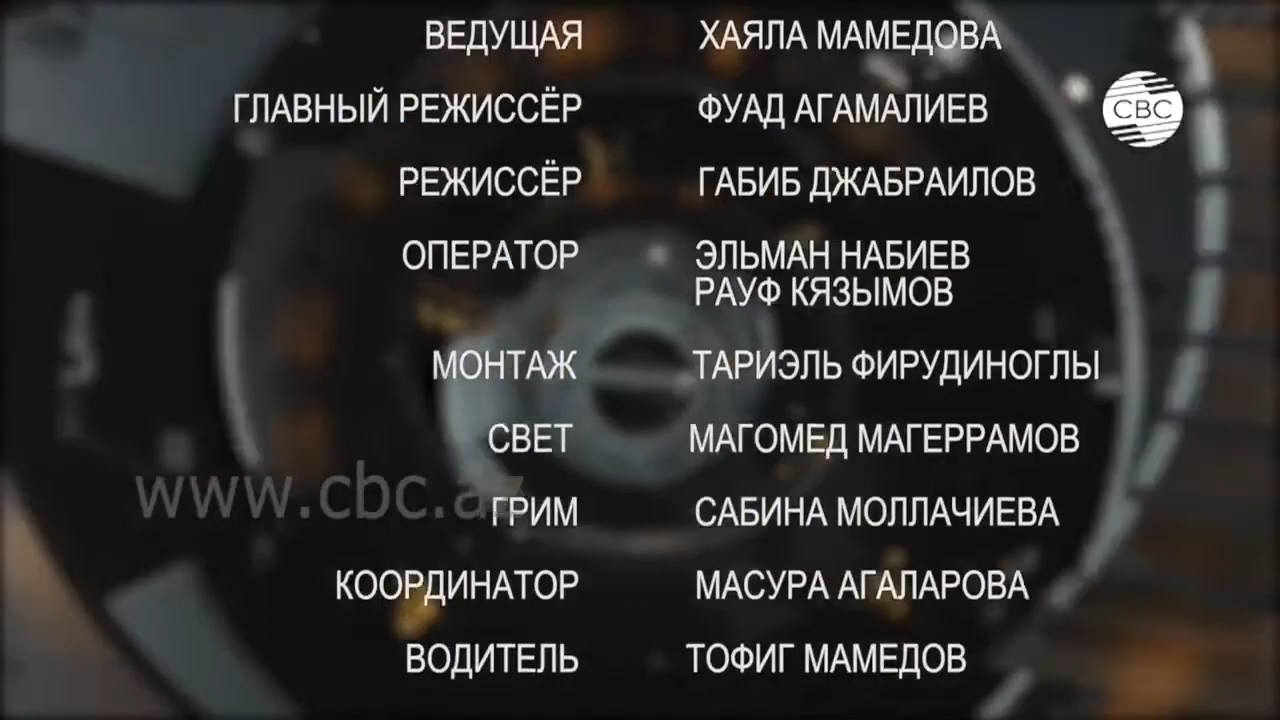 ВЕДУЩАЯ ХАЯЛА МАМЕДОВА
ГЛАВНЫЙ РЕЖИССЁР ФУАД АГАМАЛИЕВ
CBC
РЕЖИССЁР ГАБИБ ДЖАБРАИЛОВ
ОПЕРАТОР ЭЛЬМАН НАБИЕВ
РАУФ КЯЗЫМОВ
МОНТАЖ ТАРИЭЛЬ ФИРУДИНОГЛЫ
СВЕТ МАГОМЕД МАГЕРРАМОВ
www.cbc.az
ГРИМ САБИНА МОЛЛАЧИЕВА
КООРДИНАТОР МАСУРА АГАЛАРОВА
ВОДИТЕЛЬ ТОФИГ МАМЕДОВ